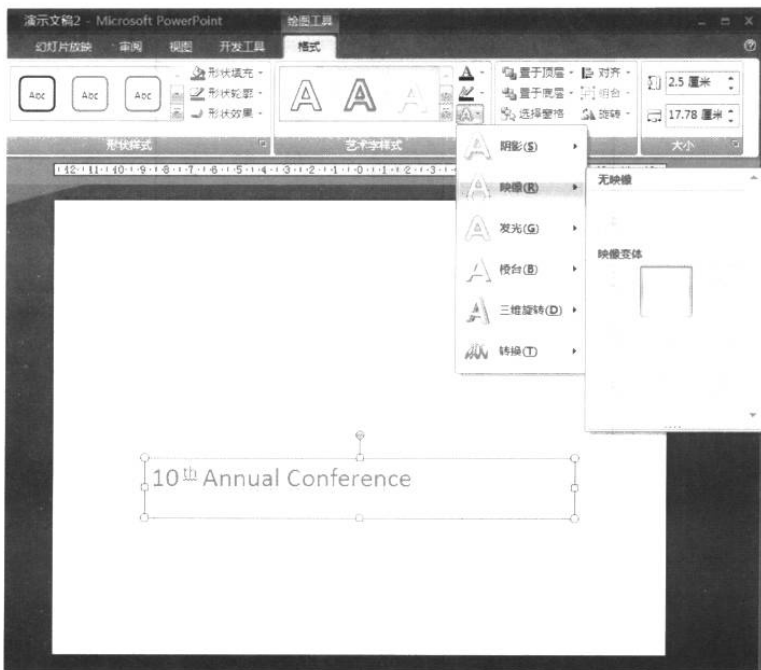 演示文稿2 - Microsoft PowerPoint 绘图工具
幻灯片放映 审阅 视图 开发工具 格式
Abc Abc Abc
形状填充
形状轮廓
形状效果
形状样式
A A A
艺术字样式
置于顶层 对齐
置于底层 组合
选择窗格 旋转
2.5 厘米
17.78 厘米
大小
阴影(S)
映像(R)
发光(G)
棱台(B)
三维旋转(D)
转换(T)
无映像
映像变体
10th Annual Conference